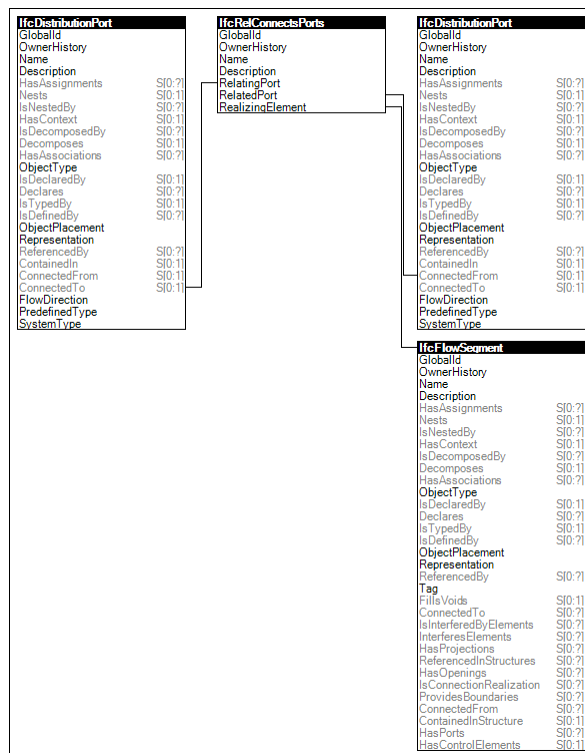 IfcDistributionPort
GlobalId
OwnerHistory
Name
Description
HasAssignments S[0:?]
Nests S[0:1]
IsNestedBy S[0:?]
HasContext S[0:1]
IsDecomposedBy S[0:?]
Decomposes S[0:1]
HasAssociations S[0:?]
ObjectType
IsDeclaredBy S[0:1]
Declares S[0:?]
IsTypedBy S[0:1]
IsDefinedBy S[0:?]
ObjectPlacement
Representation
ReferencedBy S[0:?]
ContainedIn S[0:1]
ConnectedFrom S[0:1]
ConnectedTo S[0:1]
FlowDirection
PredefinedType
SystemType
IfcRelConnectsPorts
GlobalId
OwnerHistory
Name
Description
RelatingPort
RelatedPort
RealizingElement
IfcDistributionPort
GlobalId
OwnerHistory
Name
Description
HasAssignments S[0:?]
Nests S[0:1]
IsNestedBy S[0:?]
HasContext S[0:1]
IsDecomposedBy S[0:?]
Decomposes S[0:1]
HasAssociations S[0:?]
ObjectType
IsDeclaredBy S[0:1]
Declares S[0:?]
IsTypedBy S[0:1]
IsDefinedBy S[0:?]
ObjectPlacement
Representation
ReferencedBy S[0:?]
ContainedIn S[0:1]
ConnectedFrom S[0:1]
ConnectedTo S[0:1]
FlowDirection
PredefinedType
SystemType
IfcFlowSegment
GlobalId
OwnerHistory
Name
Description
HasAssignments S[0:?]
Nests S[0:1]
IsNestedBy S[0:?]
HasContext S[0:1]
IsDecomposedBy S[0:?]
Decomposes S[0:1]
HasAssociations S[0:?]
ObjectType
IsDeclaredBy S[0:1]
Declares S[0:?]
IsTypedBy S[0:1]
IsDefinedBy S[0:?]
ObjectPlacement
Representation
ReferencedBy S[0:?]
Tag
FillsVoids S[0:1]
ConnectedTo S[0:?]
IsInterferedByElements S[0:?]
InterferesElements S[0:?]
HasProjections S[0:?]
ReferencedInStructures S[0:?]
HasOpenings S[0:?]
IsConnectionRealization S[0:?]
ProvidesBoundaries S[0:?]
ConnectedFrom S[0:?]
ContainedInStructure S[0:1]
HasPorts S[0:?]
HasControlElements S[0:1]